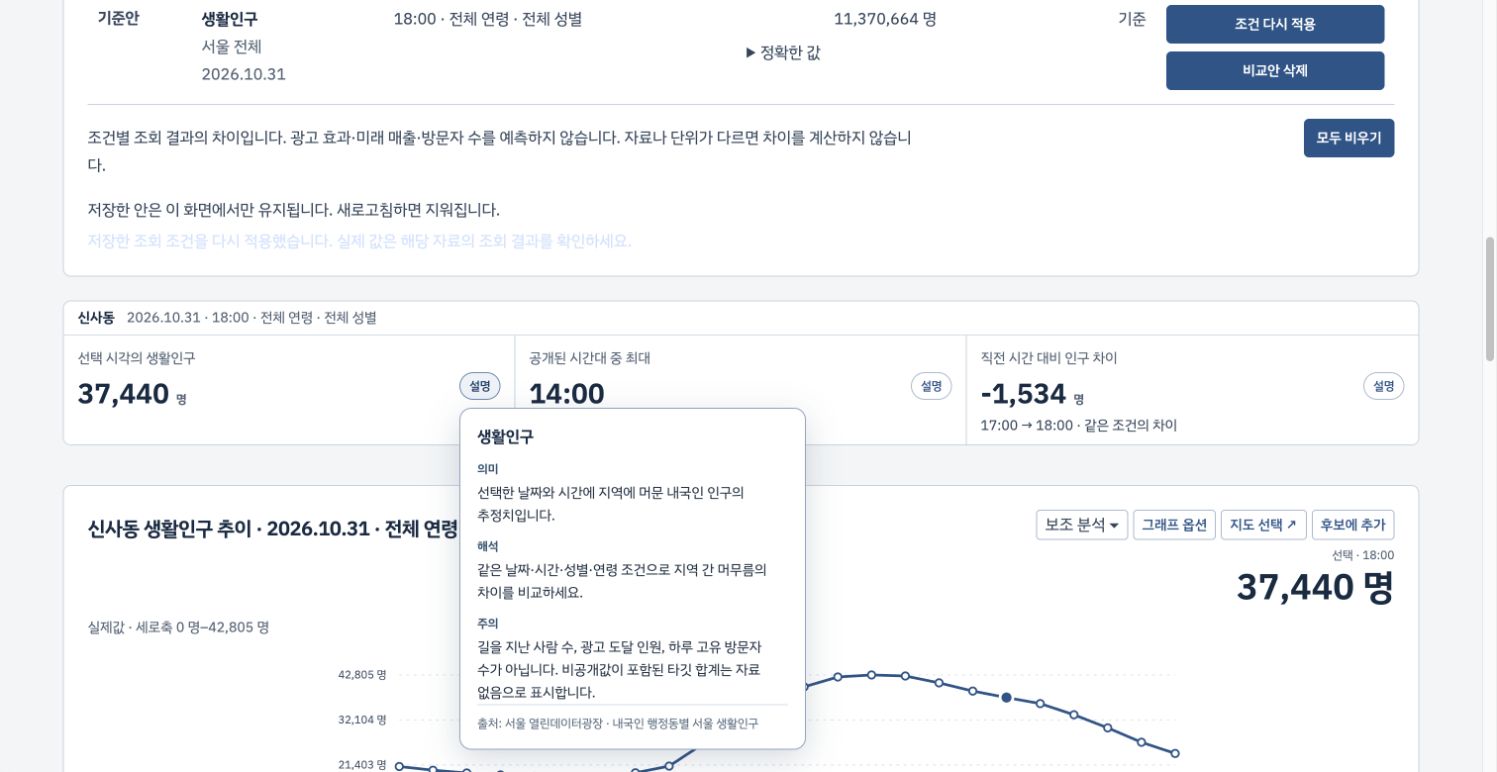 기준안 생활인구 18:00 · 전체 연령 · 전체 성별 11,370,664 명 기준 조건 다시 적용
서울 전체
▶ 정확한 값
2026.10.31
비교안 삭제
조건별 조회 결과의 차이입니다. 광고 효과·미래 매출·방문자 수를 예측하지 않습니다. 자료나 단위가 다르면 차이를 계산하지 않습니
다.
모두 비우기
저장한 안은 이 화면에서만 유지됩니다. 새로고침하면 지워집니다.
저장한 조회 조건을 다시 적용했습니다. 실제 값은 해당 자료의 조회 결과를 확인하세요.
신사동 2026.10.31 · 18:00 · 전체 연령 · 전체 성별
선택 시각의 생활인구
37,440 명
설명
공개된 시간대 중 최대
14:00
설명
직전 시간 대비 인구 차이
-1,534 명
설명
17:00 → 18:00 · 같은 조건의 차이
생활인구
의미
선택한 날짜와 시간에 지역에 머문 내국인 인구의
추정치입니다.
해석
같은 날짜·시간·성별·연령 조건으로 지역 간 머무름의
차이를 비교하세요.
주의
길을 지난 사람 수, 광고 도달 인원, 하루 고유 방문자
수가 아닙니다. 비공개값이 포함된 타깃 합계는 자료
없음으로 표시합니다.
출처: 서울 열린데이터광장 · 내국인 행정동별 서울 생활인구
신사동 생활인구 추이 · 2026.10.31 · 전체 연령
보조 분석 ▾ 그래프 옵션 지도 선택 ↗ 후보에 추가
선택 · 18:00
37,440 명
실제값 · 세로축 0 명–42,805 명
42,805 명
32,104 명
21,403 명